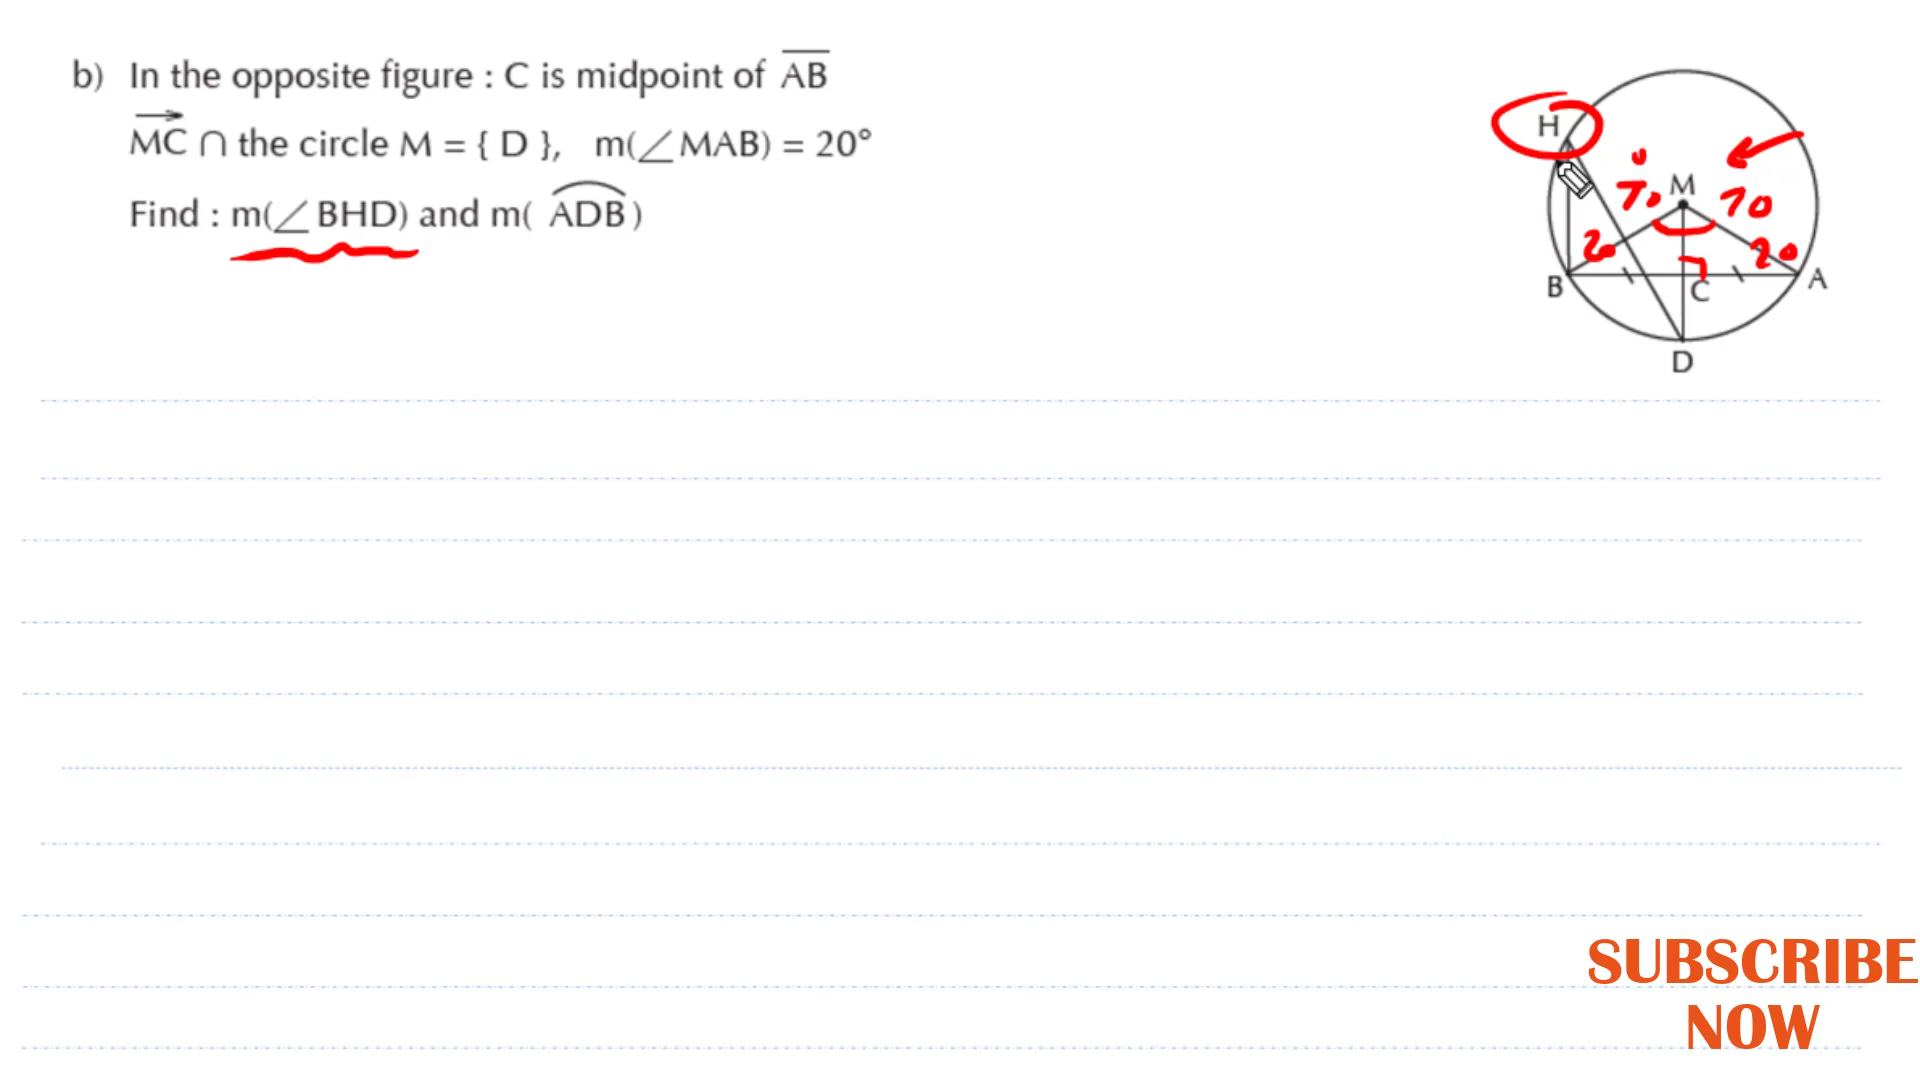 b) In the opposite figure : C is midpoint of AB
MC ∩ the circle M = { D }, m(∠MAB) = 20°
Find : m(∠BHD) and m( ADB )
H
M
70
70
20
20
B
C
A
D
SUBSCRIBE
NOW